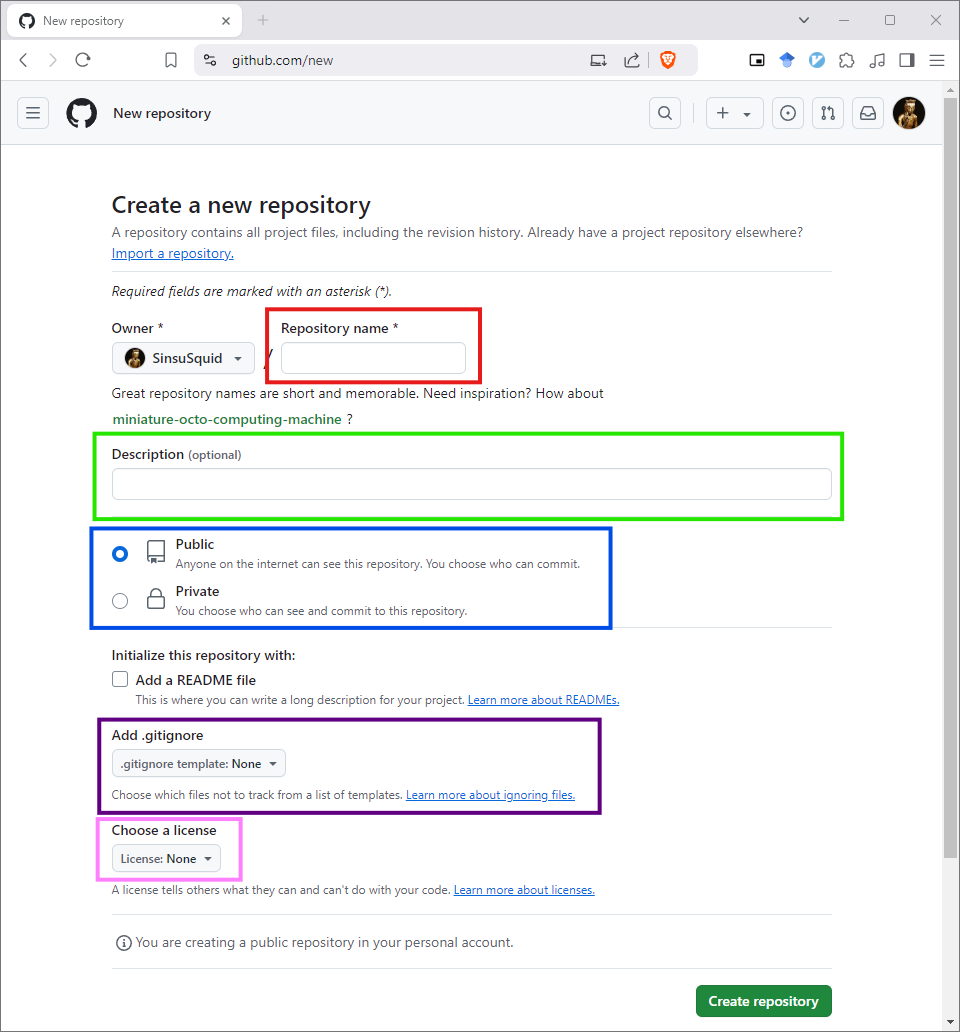 New repository
github.com/new
New repository
Create a new repository
A repository contains all project files, including the revision history. Already have a project repository elsewhere?
Import a repository.
Required fields are marked with an asterisk (*).
Owner *
Repository name *
SinsuSquid
/
Great repository names are short and memorable. Need inspiration? How about
miniature-octo-computing-machine ?
Description (optional)
Public
Anyone on the internet can see this repository. You choose who can commit.
Private
You choose who can see and commit to this repository.
Initialize this repository with:
Add a README file
This is where you can write a long description for your project. Learn more about READMEs.
Add .gitignore
.gitignore template: None
Choose which files not to track from a list of templates. Learn more about ignoring files.
Choose a license
License: None
A license tells others what they can and can't do with your code. Learn more about licenses.
You are creating a public repository in your personal account.
Create repository